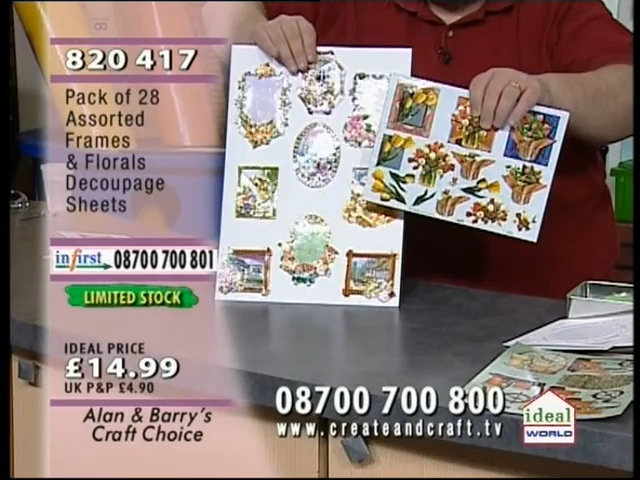 820 417
Pack of 28
Assorted
Frames
& Florals
Decoupage
Sheets
infirst 08700 700 801
LIMITED STOCK
IDEAL PRICE
£14.99
UK P&P £4.90
Alan & Barry's
Craft Choice
08700 700 800
www.createandcraft.tv
ideal
WORLD